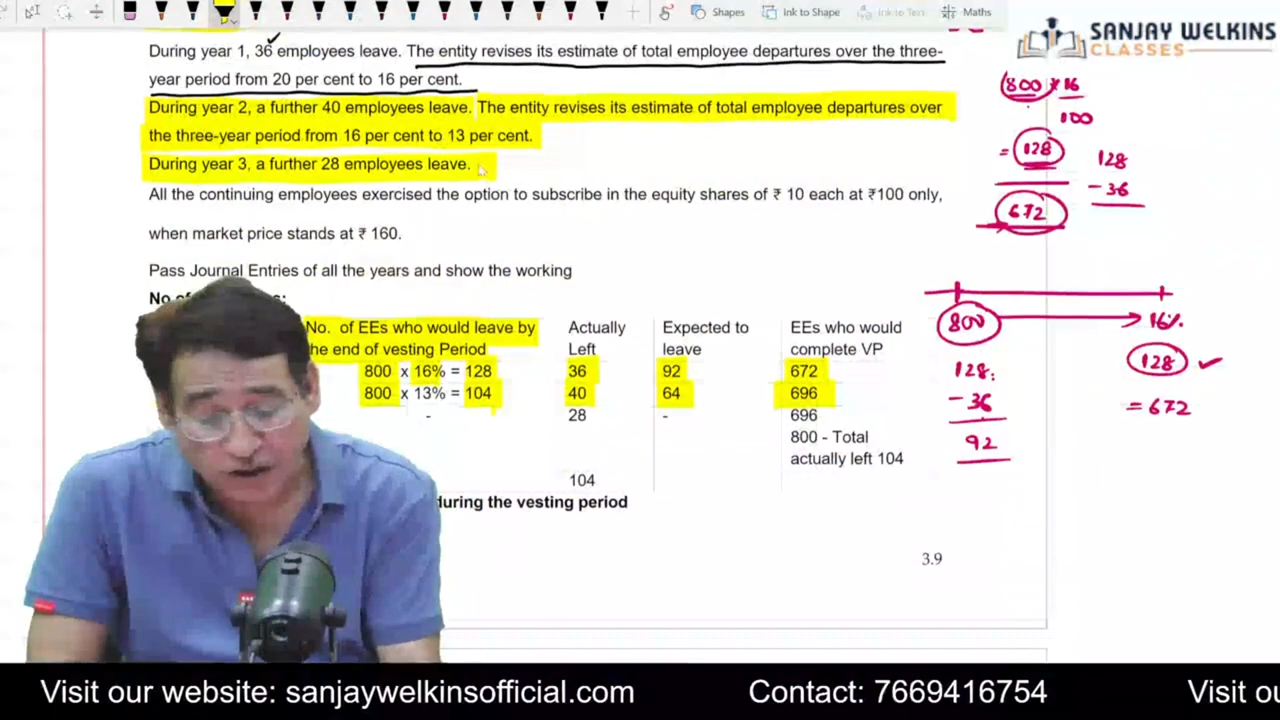 Shapes
Ink to Shape
Ink to Text
Maths
SANJAY WELKINS
CLASSES
During year 1, 36 employees leave. The entity revises its estimate of total employee departures over the three-
year period from 20 per cent to 16 per cent.
During year 2, a further 40 employees leave. The entity revises its estimate of total employee departures over
the three-year period from 16 per cent to 13 per cent.
During year 3, a further 28 employees leave.
All the continuing employees exercised the option to subscribe in the equity shares of ₹ 10 each at ₹100 only,
when market price stands at ₹ 160.
Pass Journal Entries of all the years and show the working
No. of EEs who would leave by
the end of vesting Period
Actually
Left
Expected to
leave
EEs who would
complete VP
800 x 16% = 128 36 92 672
800 x 13% = 104 40 64 696
- 28 - 696
800 - Total
actually left 104
104
during the vesting period
3.9
800 x 16
100
= 128
672
128
- 36
800
16%
128 ✓
= 672
128
- 36
92
Visit our website: sanjaywelkinsofficial.com
Contact: 7669416754
Visit ou